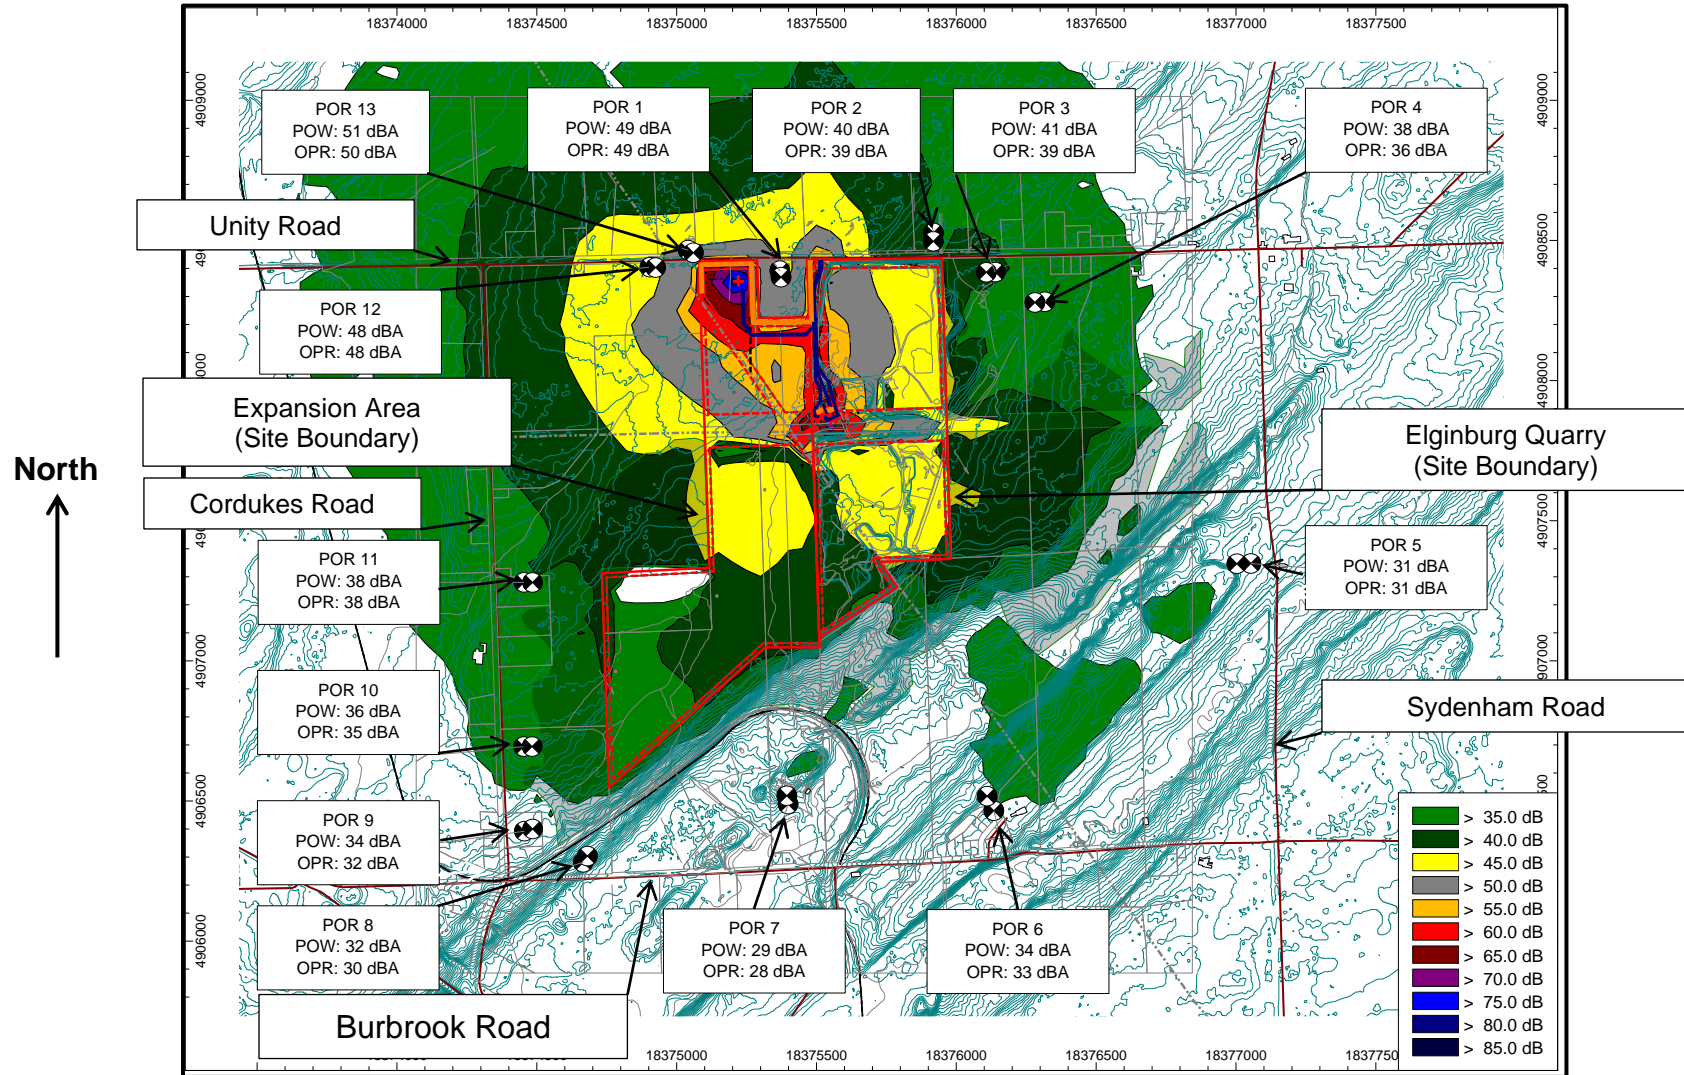 18374000 18374500 18375000 18375500 18376000 18376500 18377000 18377500
4909000
4909000
POR 13
POW: 51 dBA
OPR: 50 dBA
POR 1
POW: 49 dBA
OPR: 49 dBA
POR 2
POW: 40 dBA
OPR: 39 dBA
POR 3
POW: 41 dBA
OPR: 39 dBA
POR 4
POW: 38 dBA
OPR: 36 dBA
Unity Road
4908500
POR 12
POW: 48 dBA
OPR: 48 dBA
4908000
Expansion Area
(Site Boundary)
Elginburg Quarry
(Site Boundary)
North
Cordukes Road
4907500
POR 11
POW: 38 dBA
OPR: 38 dBA
POR 5
POW: 31 dBA
OPR: 31 dBA
4907000
4907000
POR 10
POW: 36 dBA
OPR: 35 dBA
Sydenham Road
4906500
POR 9
POW: 34 dBA
OPR: 32 dBA
POR 8
POW: 32 dBA
OPR: 30 dBA
4906000
POR 7
POW: 29 dBA
OPR: 28 dBA
POR 6
POW: 34 dBA
OPR: 33 dBA
Burbrook Road
> 35.0 dB
> 40.0 dB
> 45.0 dB
> 50.0 dB
> 55.0 dB
> 60.0 dB
> 65.0 dB
> 70.0 dB
> 75.0 dB
> 80.0 dB
> 85.0 dB
18375000 18375500 18376000 18376500 18377000